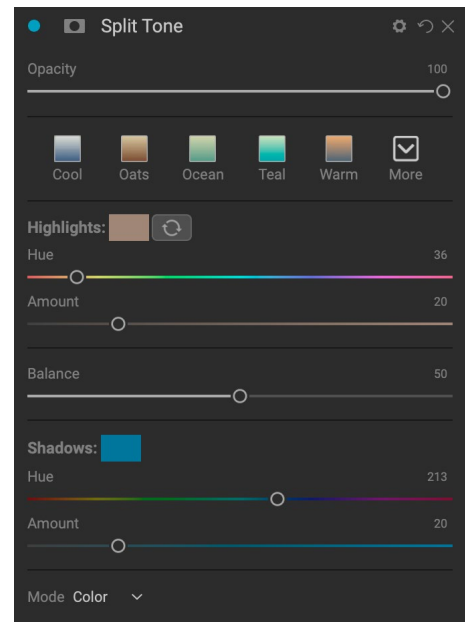 Split Tone
Opacity 100
Cool Oats Ocean Teal Warm More
Highlights:
Hue 36
Amount 20
Balance 50
Shadows:
Hue 213
Amount 20
Mode Color